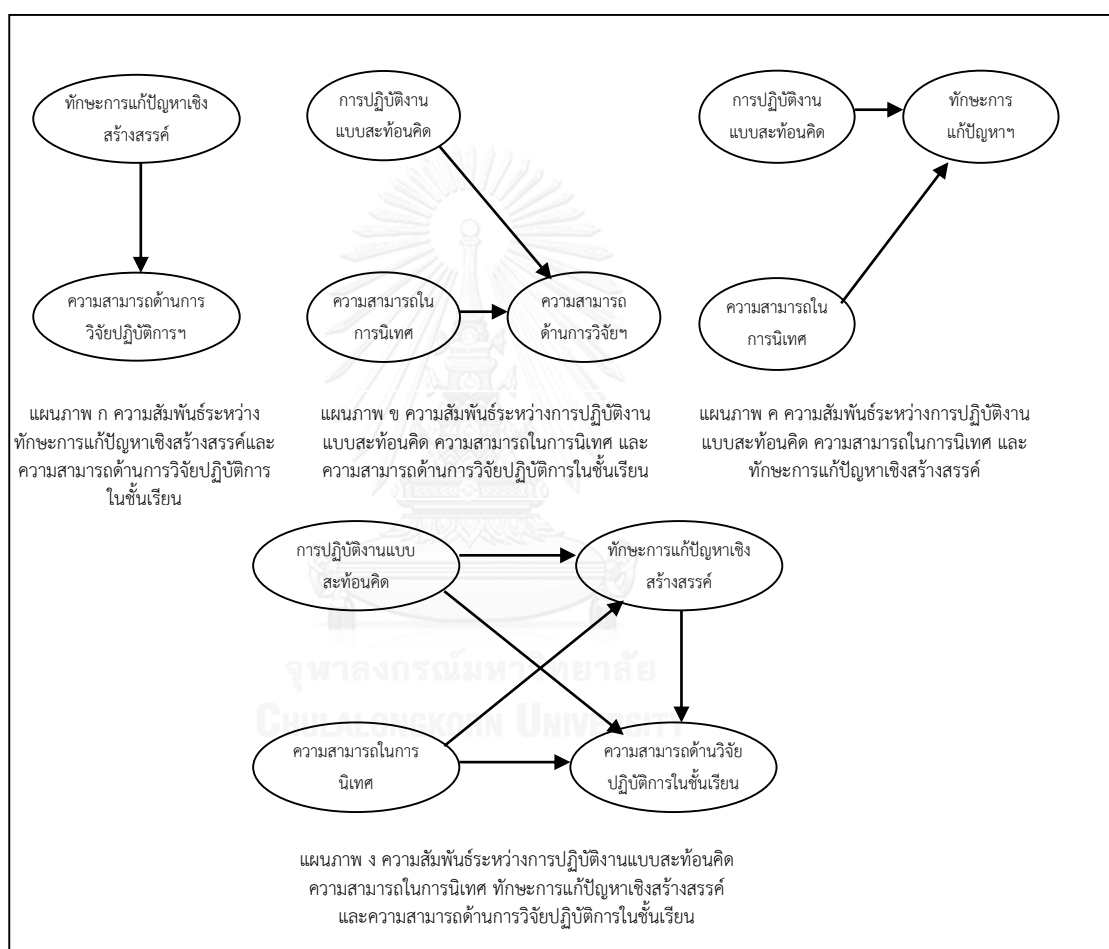 ทักษะการแก้ปัญหาเชิง
สร้างสรรค์
ความสามารถด้านการ
วิจัยปฏิบัติการฯ
แผนภาพ ก ความสัมพันธ์ระหว่าง
ทักษะการแก้ปัญหาเชิงสร้างสรรค์และ
ความสามารถด้านการวิจัยปฏิบัติการ
ในชั้นเรียน
การปฏิบัติงาน
แบบสะท้อนคิด
ความสามารถใน
การนิเทศ
ความสามารถ
ด้านการวิจัยฯ
แผนภาพ ข ความสัมพันธ์ระหว่างการปฏิบัติงาน
แบบสะท้อนคิด ความสามารถในการนิเทศ และ
ความสามารถด้านการวิจัยปฏิบัติการในชั้นเรียน
การปฏิบัติงาน
แบบสะท้อนคิด
ทักษะการ
แก้ปัญหาฯ
ความสามารถใน
การนิเทศ
แผนภาพ ค ความสัมพันธ์ระหว่างการปฏิบัติงาน
แบบสะท้อนคิด ความสามารถในการนิเทศ และ
ทักษะการแก้ปัญหาเชิงสร้างสรรค์
การปฏิบัติงานแบบ
สะท้อนคิด
ทักษะการแก้ปัญหาเชิง
สร้างสรรค์
จุฬาลงกรณ์มหาวิทยาลัย
CHULALONGKORN UNIVERSITY
ความสามารถในการ
นิเทศ
ความสามารถด้านวิจัย
ปฏิบัติการในชั้นเรียน
แผนภาพ ง ความสัมพันธ์ระหว่างการปฏิบัติงานแบบสะท้อนคิด
ความสามารถในการนิเทศ ทักษะการแก้ปัญหาเชิงสร้างสรรค์
และความสามารถด้านการวิจัยปฏิบัติการในชั้นเรียน